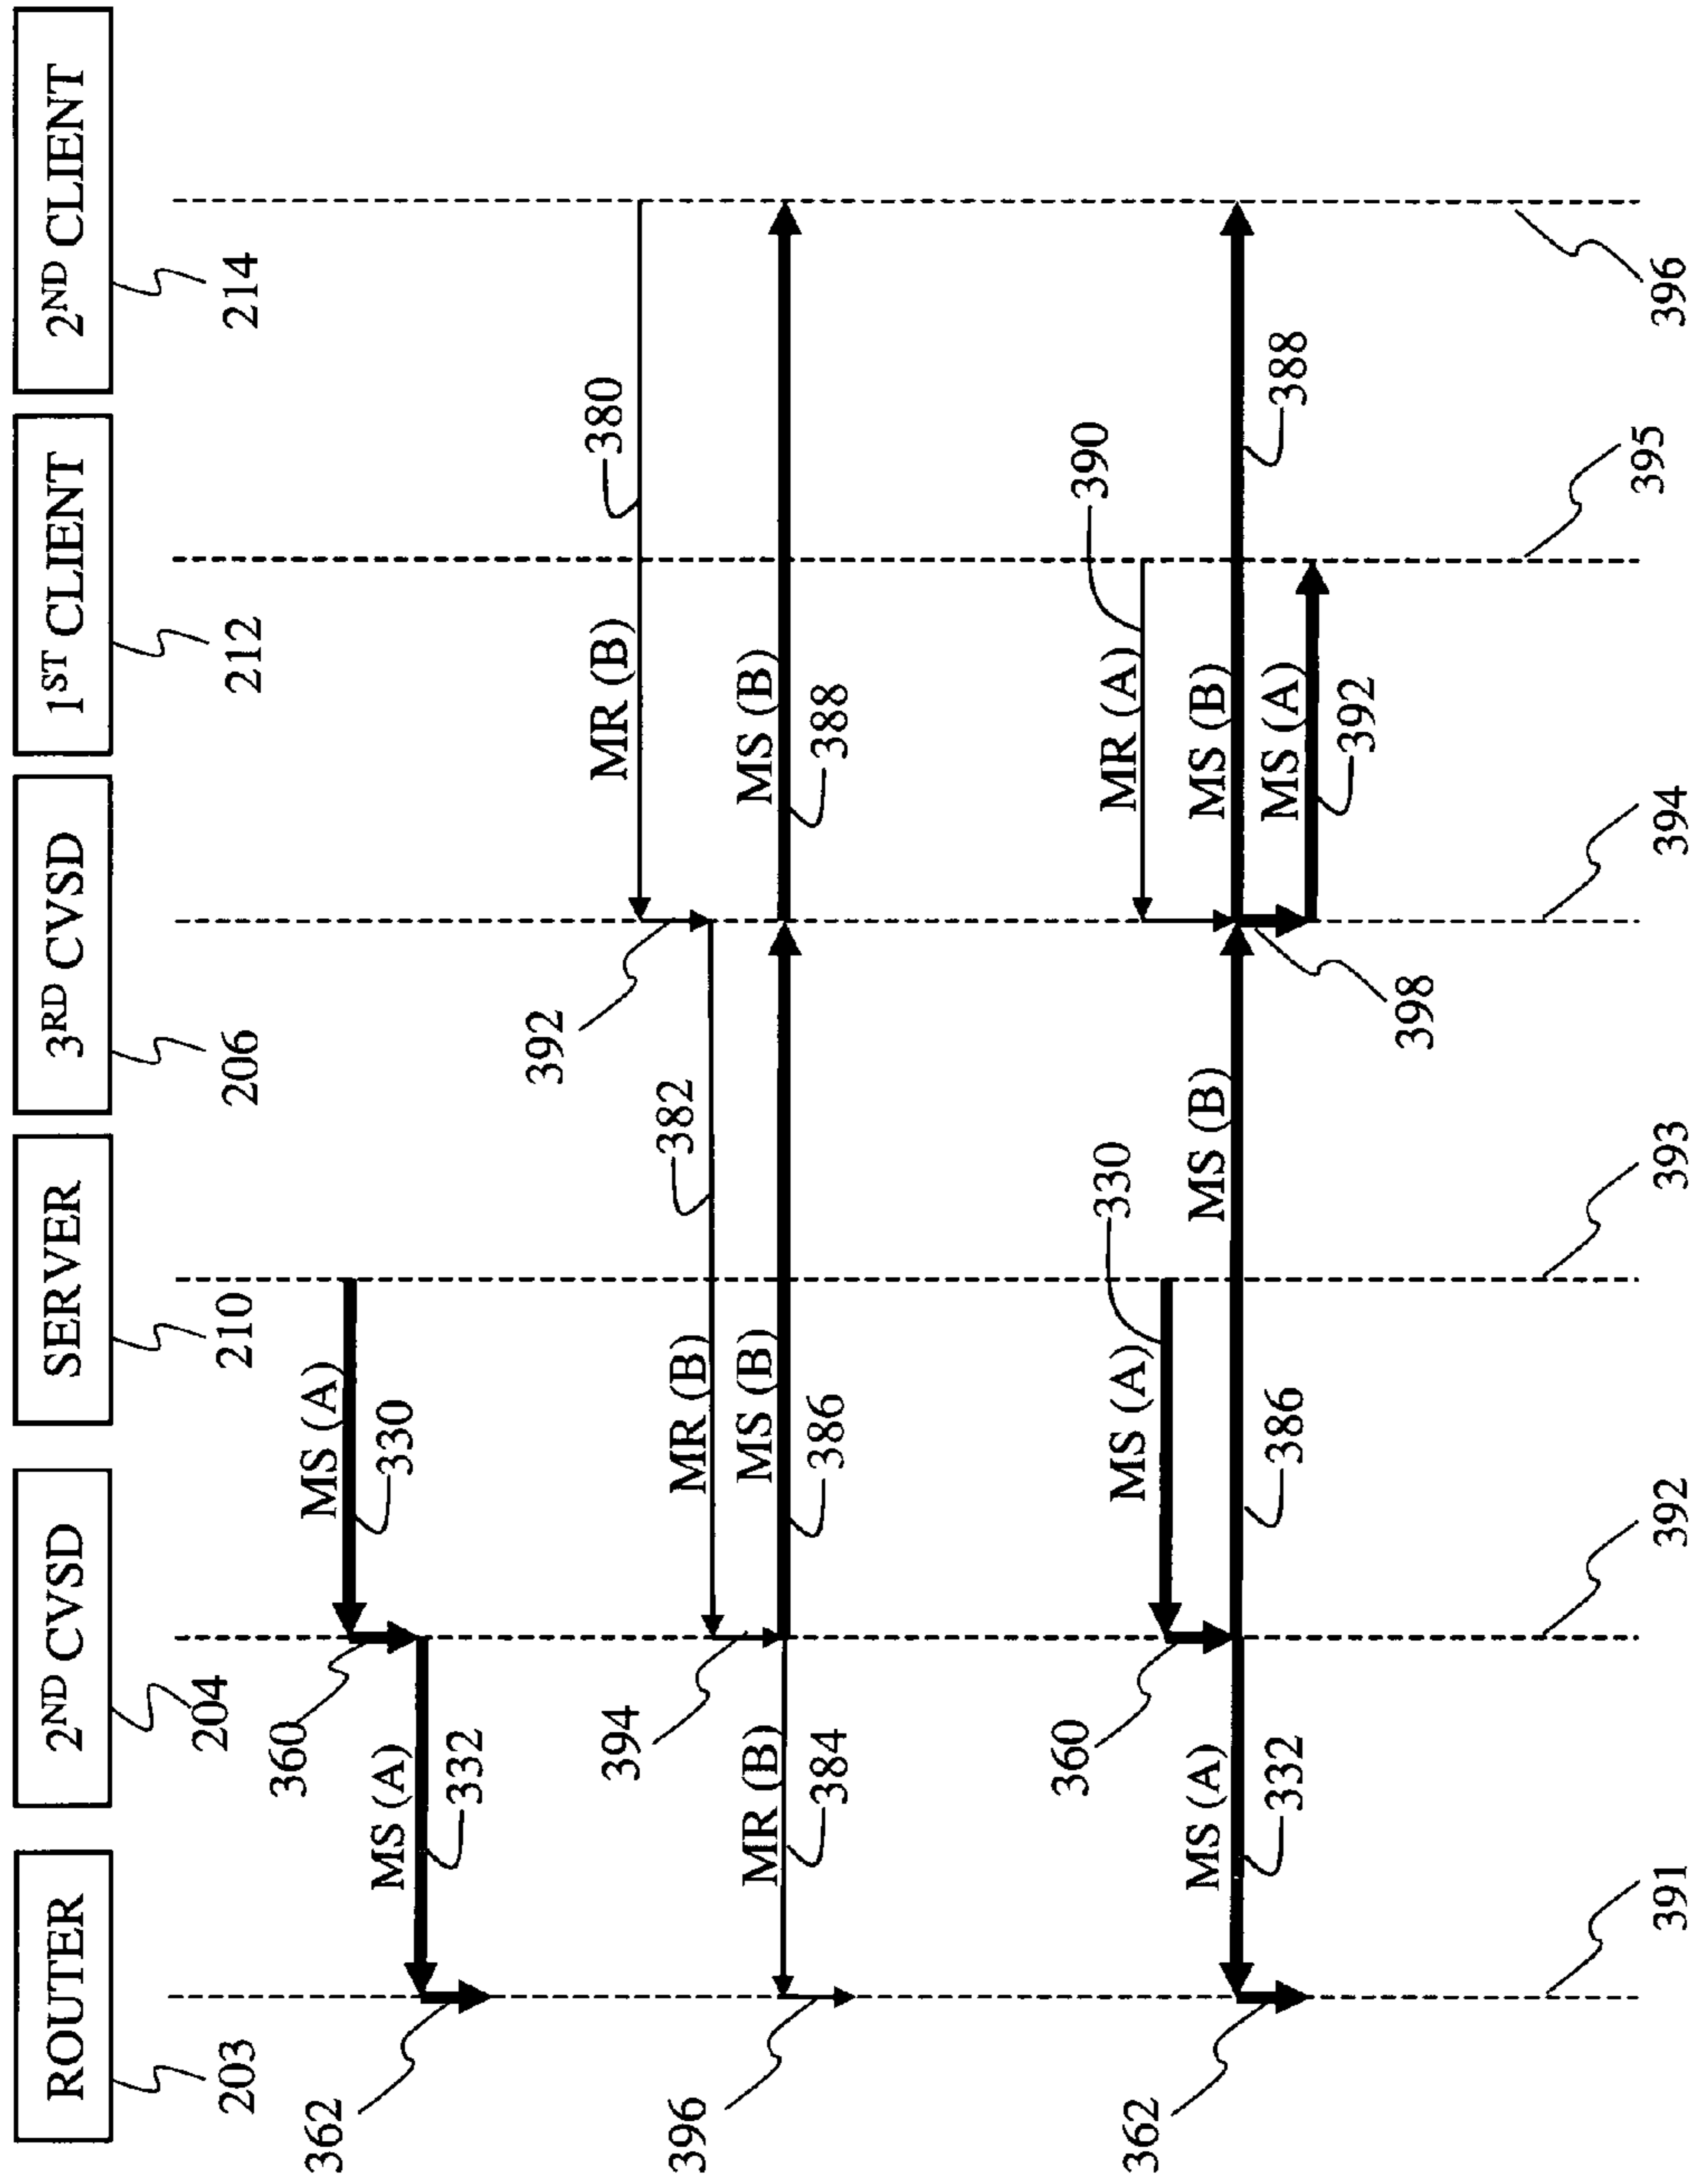 ROUTER
2ND CVSD
SERVER
3RD CVSD
1ST CLIENT
2ND CLIENT
203
204
210
206
212
214
MS (A)
330
360
MS (A)
332
362
MR (B)
380
392
382
MR (B)
394
MS (B)
386
MS (B)
388
MR (B)
384
396
MR (A)
390
MS (A)
330
360
MS (B)
386
MS (B)
388
MS (A)
332
362
398
MS (A)
392
391
392
393
394
395
396